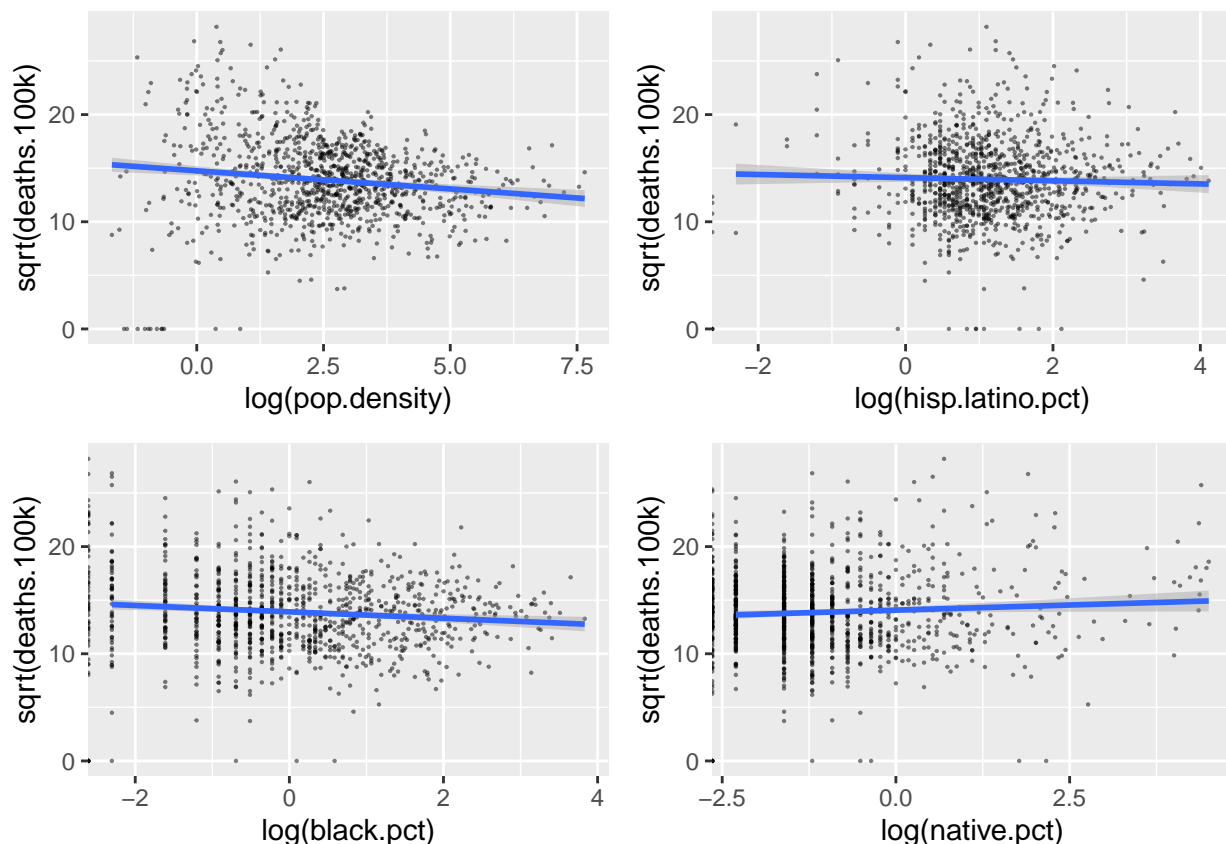 sqrt(deaths.100k)
20
10
0
0.0 2.5 5.0 7.5
log(pop.density)
sqrt(deaths.100k)
20
10
0
−2 0 2 4
log(hisp.latino.pct)
sqrt(deaths.100k)
20
10
0
−2 0 2 4
log(black.pct)
sqrt(deaths.100k)
20
10
0
−2.5 0.0 2.5
log(native.pct)